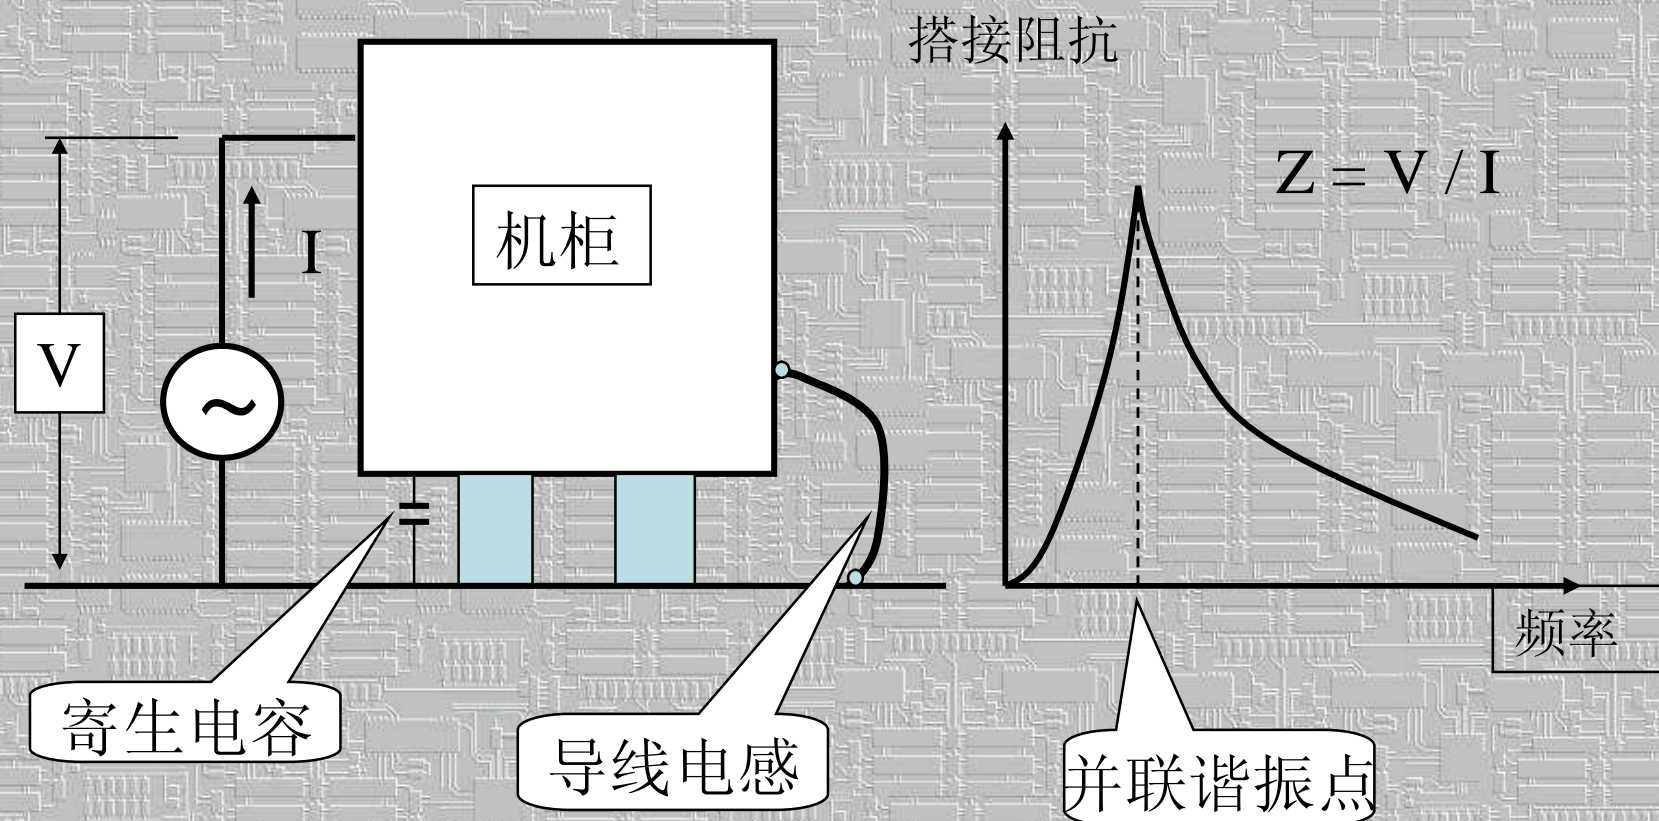 搭接阻抗
Z = V / I
机柜
I
V
~
频率
寄生电容
导线电感
并联谐振点